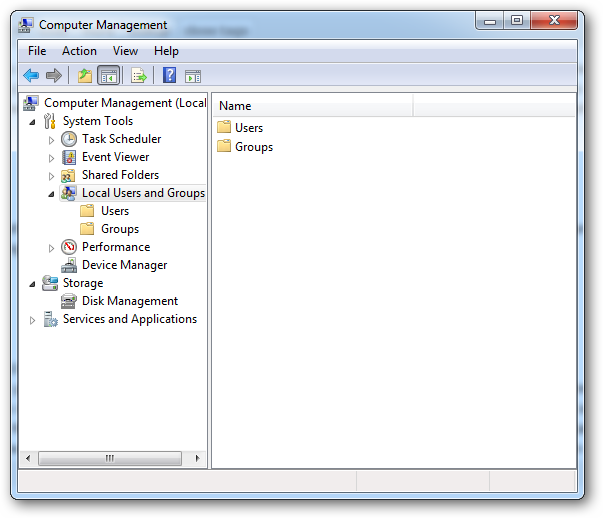 Computer Management
File Action View Help
Computer Management (Local
System Tools
Task Scheduler
Event Viewer
Shared Folders
Local Users and Groups
Users
Groups
Performance
Device Manager
Storage
Disk Management
Services and Applications
Name
Users
Groups